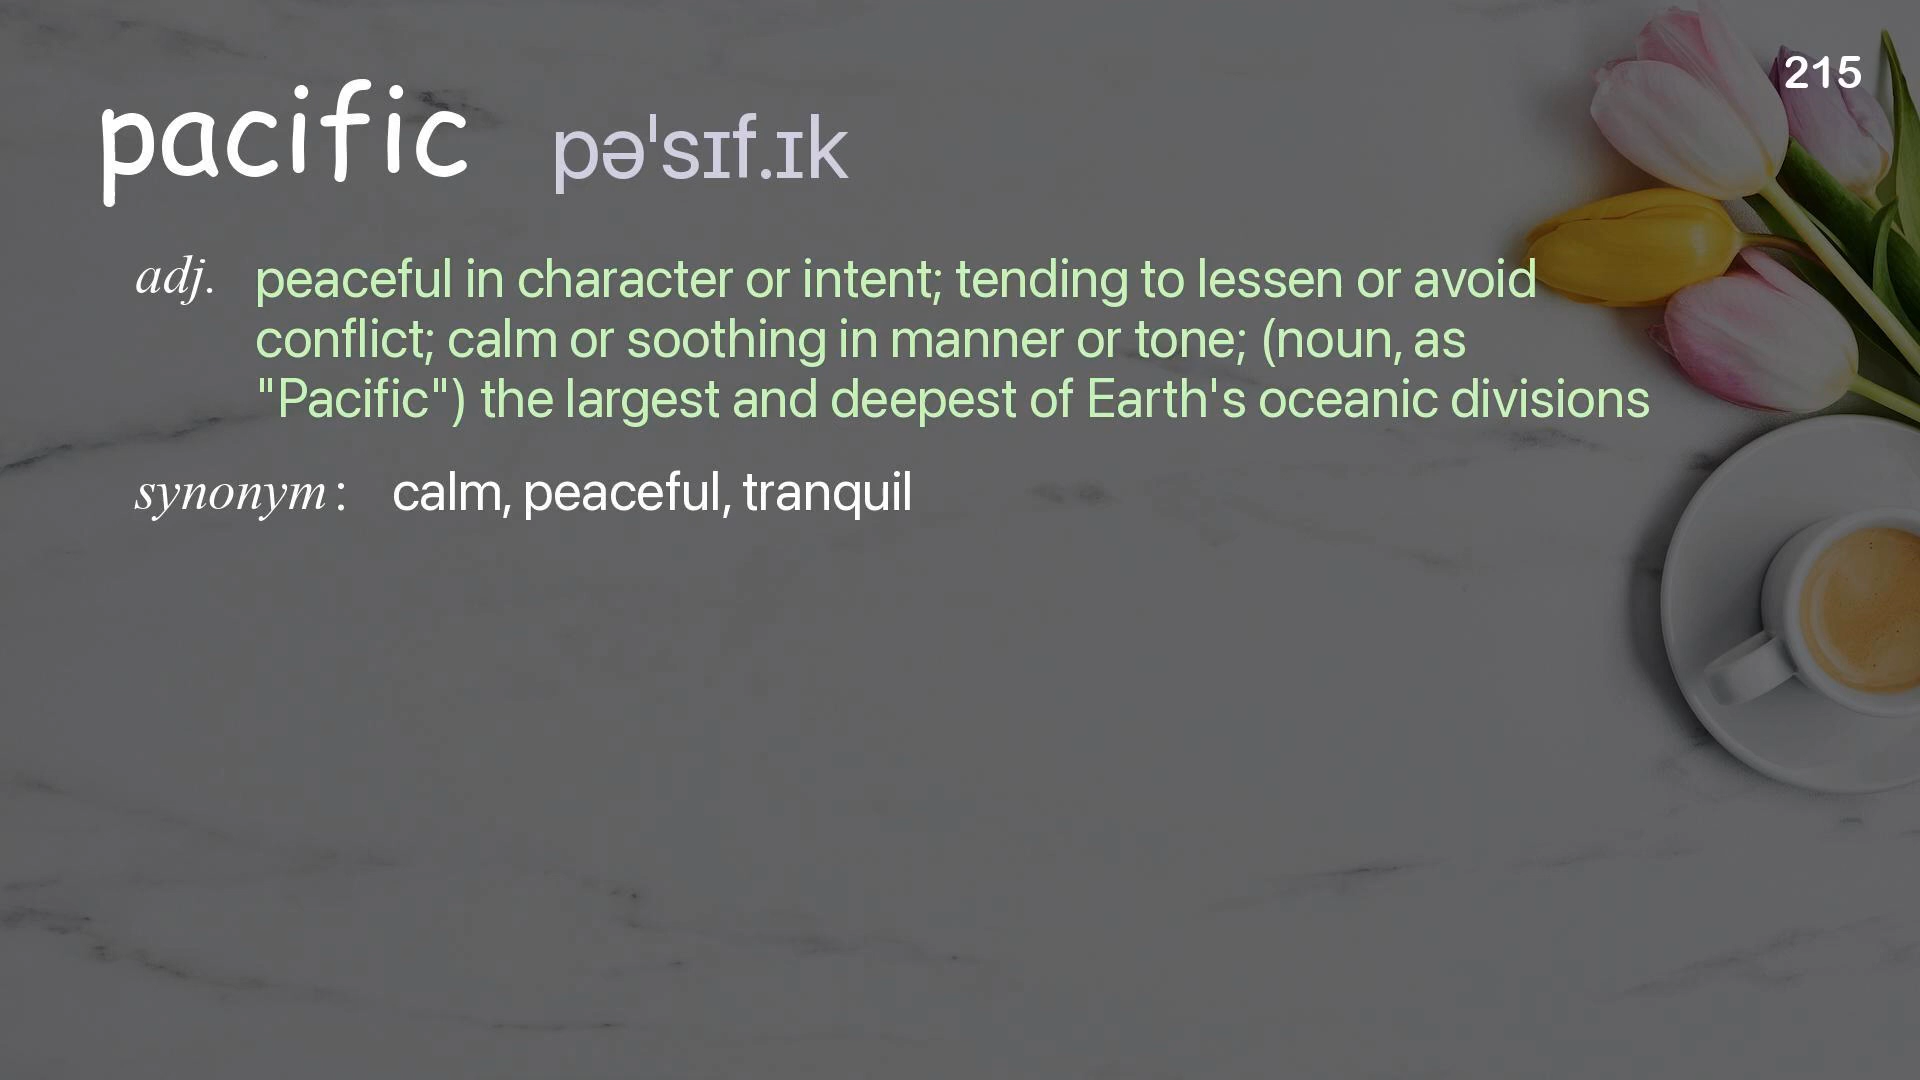 215
pacific pəˈsɪf.ɪk
adj. peaceful in character or intent; tending to lessen or avoid
conflict; calm or soothing in manner or tone; (noun, as
"Pacific") the largest and deepest of Earth's oceanic divisions
synonym : calm, peaceful, tranquil